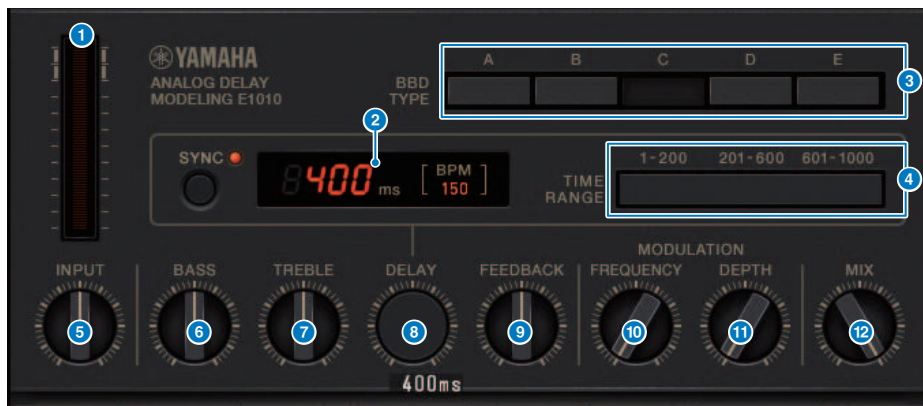 1
YAMAHA
ANALOG DELAY
MODELING E1010
BBD
TYPE
A B C D E
3
2
SYNC
400 ms [ BPM 150 ]
TIME
RANGE
1-200 201-600 601-1000
4
MODULATION
INPUT BASS TREBLE DELAY FEEDBACK FREQUENCY DEPTH MIX
5 6 7 8 9 10 11 12
400ms